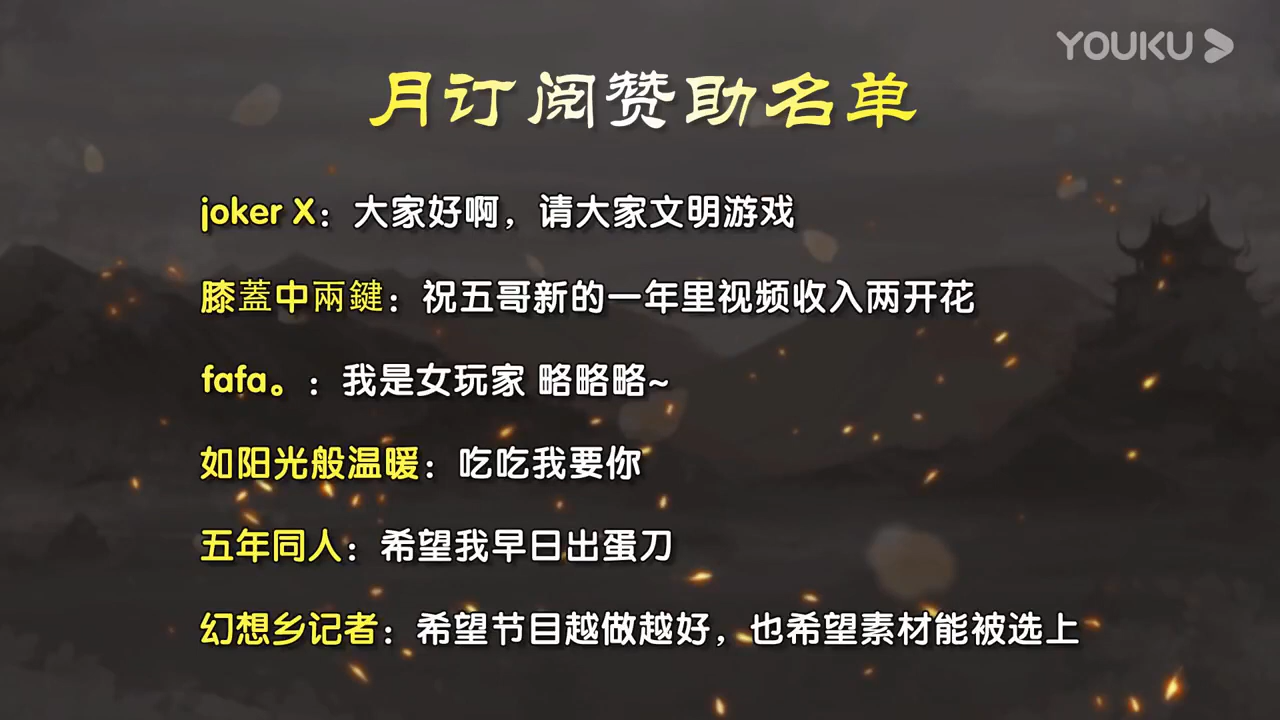 YOUKU
月订阅赞助名单
joker X：大家好啊，请大家文明游戏
膝蓋中兩鍵：祝五哥新的一年里视频收入两开花
fafa。：我是女玩家 略略略~
如阳光般温暖：吃吃我要你
五年同人：希望我早日出蛋刀
幻想乡记者：希望节目越做越好，也希望素材能被选上